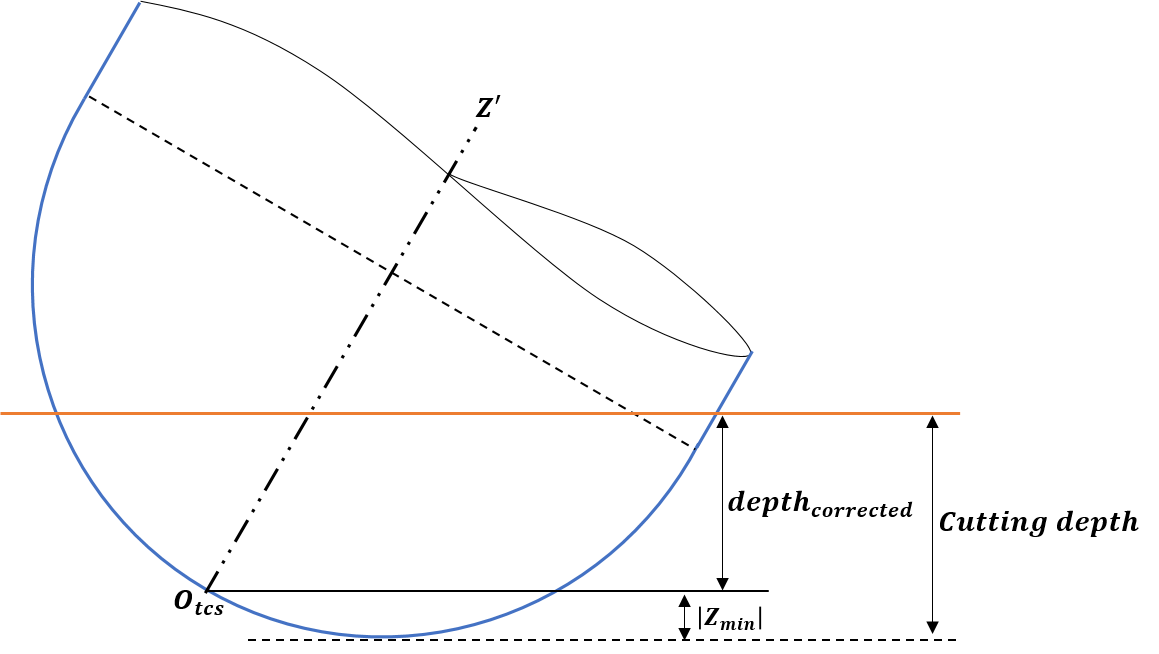 Z′
depth_corrected
Cutting depth
O_tcs
|Z_min|